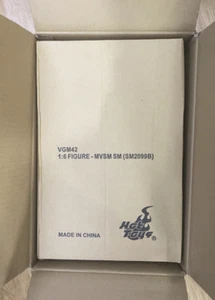 VGM42
1:6 FIGURE - MVSM SM (SM2099B)
MADE IN CHINA
Hot
Toys